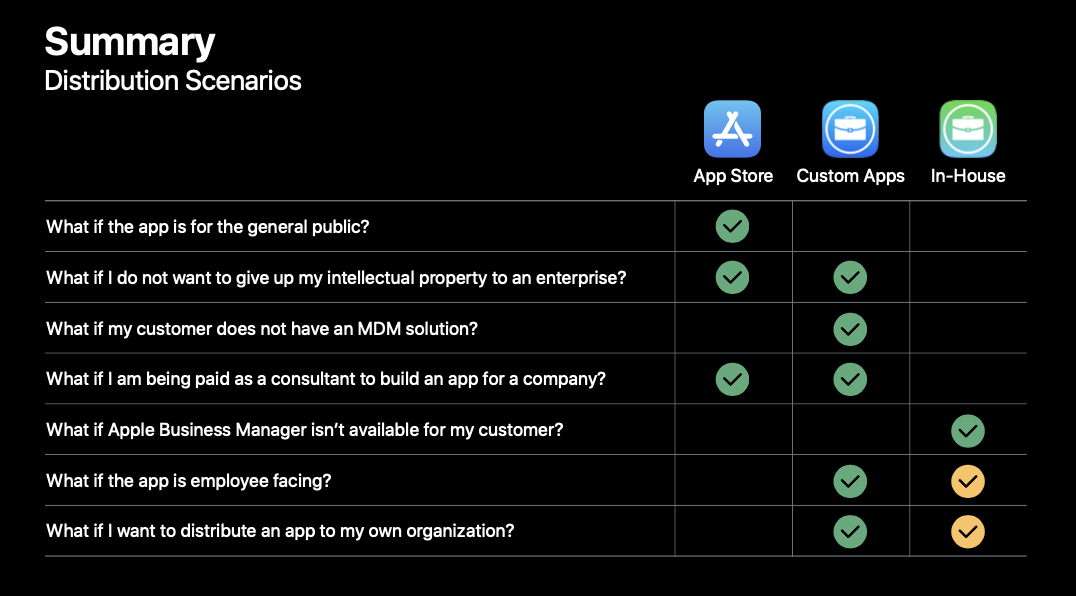 Summary
Distribution Scenarios
App Store
Custom Apps
In-House
What if the app is for the general public?
What if I do not want to give up my intellectual property to an enterprise?
What if my customer does not have an MDM solution?
What if I am being paid as a consultant to build an app for a company?
What if Apple Business Manager isn’t available for my customer?
What if the app is employee facing?
What if I want to distribute an app to my own organization?